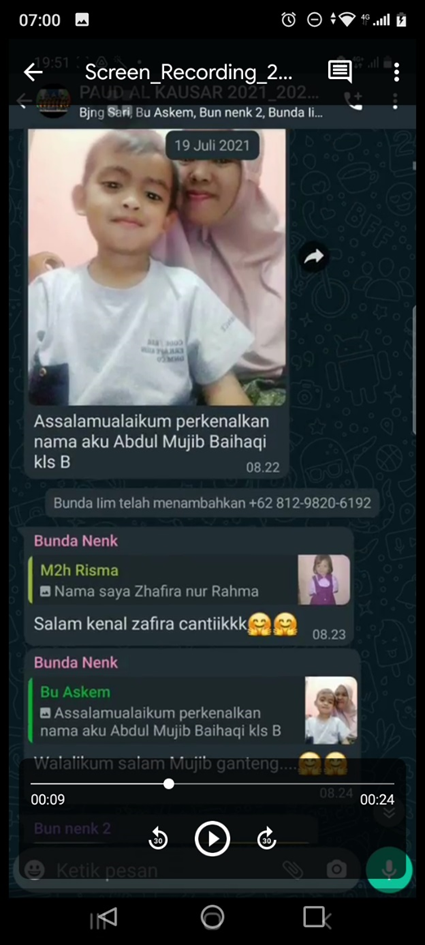 07:00
4G
19:51
Screen_Recording_2...
PAUD AL KAUSAR 2021_202...
Bjng Sari, Bu Askem, Bun nenk 2, Bunda Ii...
19 Juli 2021
Assalamualaikum perkenalkan
nama aku Abdul Mujib Baihaqi
kls B
08.22
Bunda Iim telah menambahkan +62 812-9820-6192
Bunda Nenk
M2h Risma
Nama saya Zhafira nur Rahma
Salam kenal zafira cantiikkk🤗🤗
08.23
Bunda Nenk
Bu Askem
Assalamualaikum perkenalkan
nama aku Abdul Mujib Baihaqi kls B
Walalikum salam Mujib ganteng....🤗🤗
08.24
00:09
00:24
Bun nenk 2
30
30
Ketik pesan